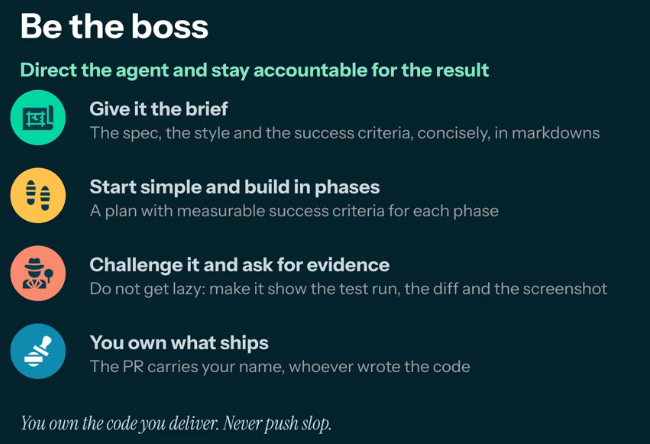 Be the boss
Direct the agent and stay accountable for the result
Give it the brief
The spec, the style and the success criteria, concisely, in markdowns
Start simple and build in phases
A plan with measurable success criteria for each phase
Challenge it and ask for evidence
Do not get lazy: make it show the test run, the diff and the screenshot
You own what ships
The PR carries your name, whoever wrote the code
You own the code you deliver. Never push slop.